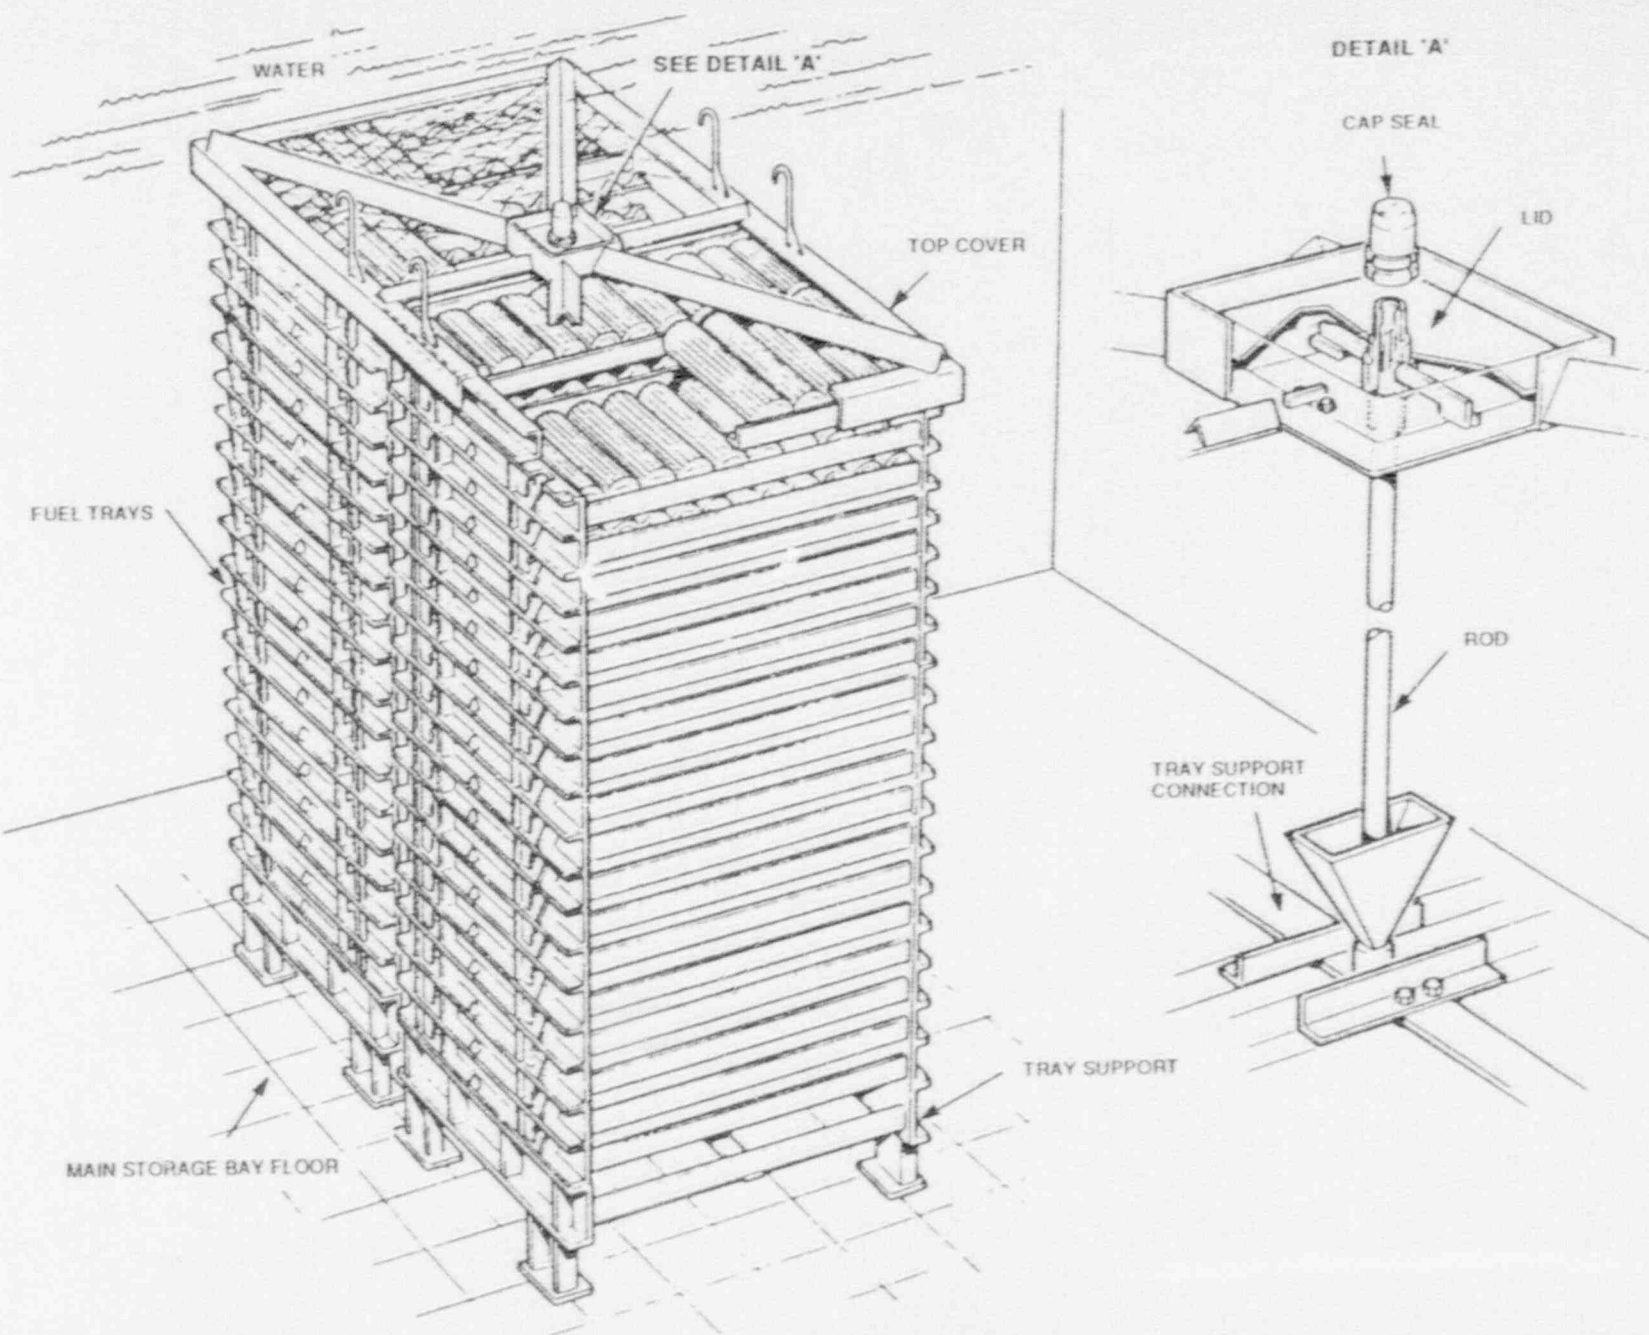 WATER
SEE DETAIL "A"
DETAIL "A"
CAP SEAL
LID
TOP COVER
FUEL TRAYS
ROD
TRAY SUPPORT
CONNECTION
TRAY SUPPORT
MAIN STORAGE BAY FLOOR